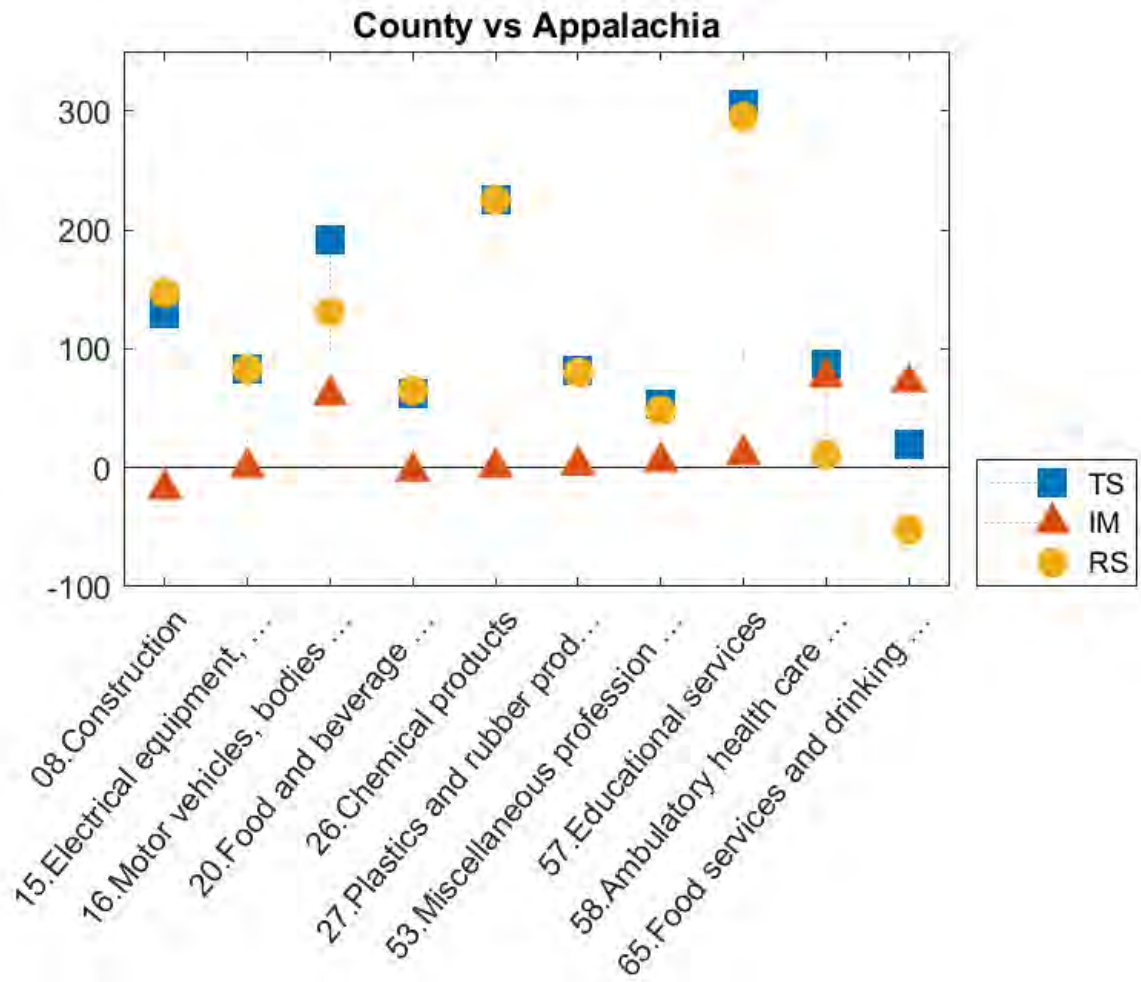 County vs Appalachia
300
200
100
0
-100
TS
IM
RS
08.Construction
15.Electrical equipment, …
16.Motor vehicles, bodies …
20.Food and beverage …
26.Chemical products
27.Plastics and rubber prod…
53.Miscellaneous profession …
57.Educational services
58.Ambulatory health care …
65.Food services and drinking …